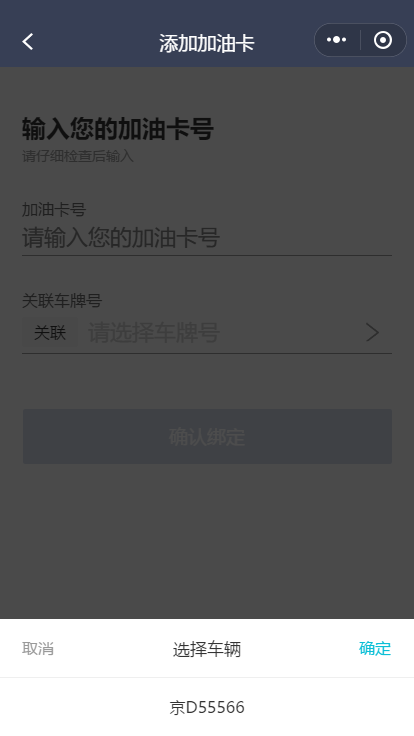 添加加油卡
输入您的加油卡号
请仔细检查后输入
加油卡号
请输入您的加油卡号
关联车牌号
关联 请选择车牌号
确认绑定
取消 选择车辆 确定
京D55566